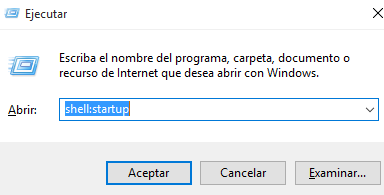 Ejecutar
Escriba el nombre del programa, carpeta, documento o
recurso de Internet que desea abrir con Windows.
Abrir: shell:startup
Aceptar Cancelar Examinar...